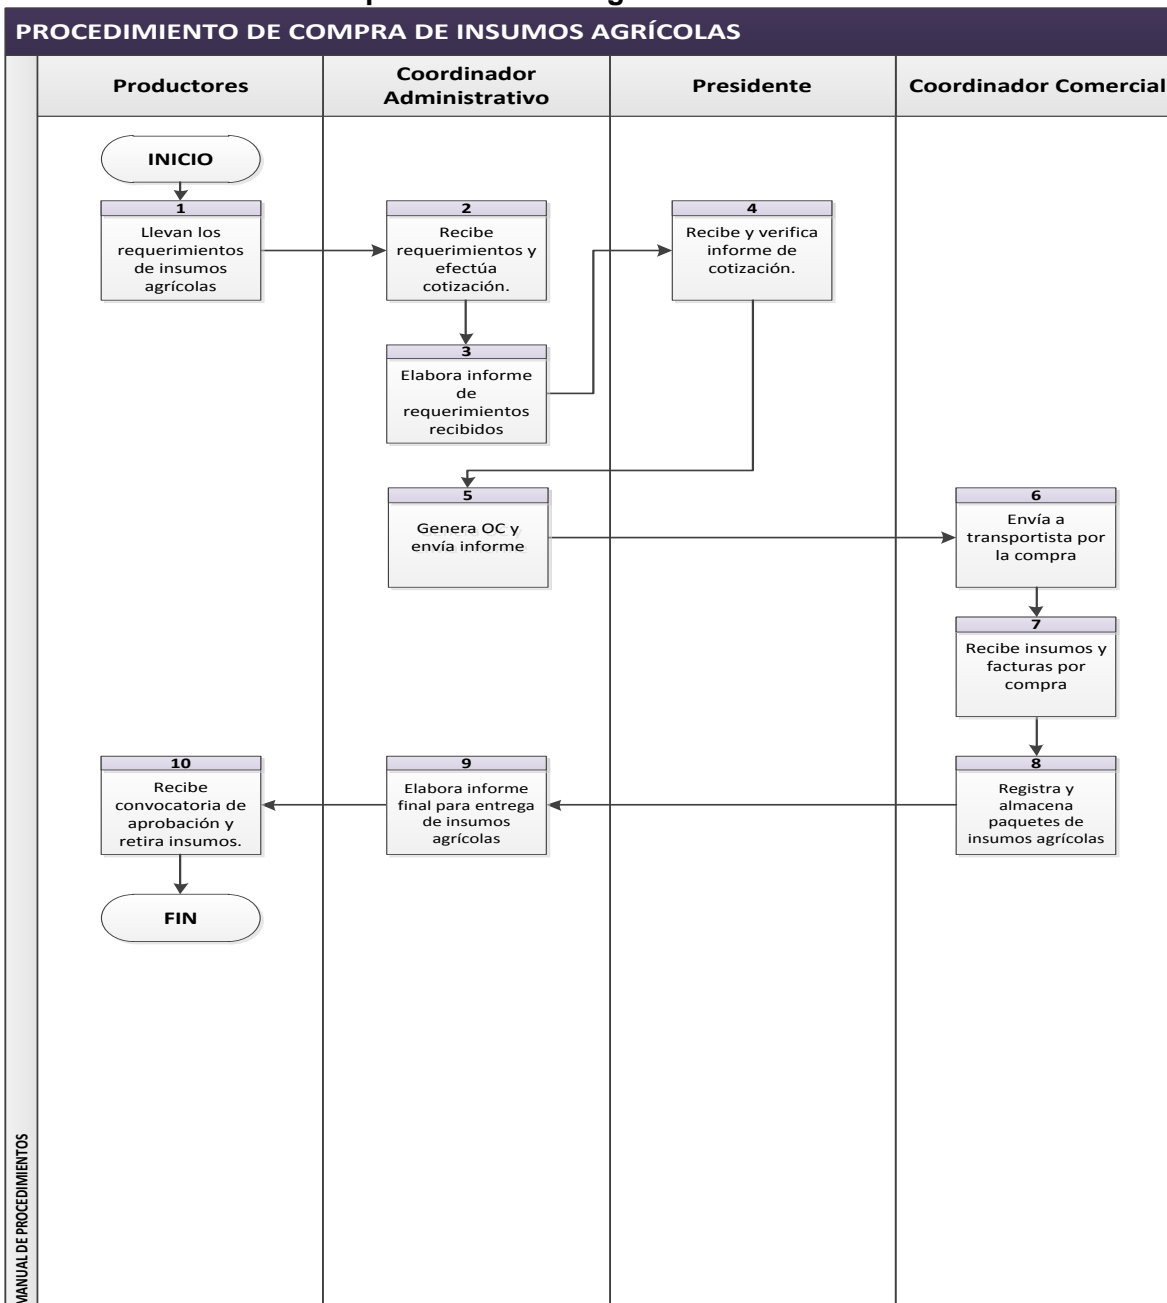 PROCEDIMIENTO DE COMPRA DE INSUMOS AGRÍCOLAS
Productores
Coordinador
Administrativo
Presidente
Coordinador Comercial
INICIO
1
Llevan los
requerimientos
de insumos
agrícolas
2
Recibe
requerimientos y
efectúa
cotización.
3
Elabora informe
de
requerimientos
recibidos
4
Recibe y verifica
informe de
cotización.
5
Genera OC y
envía informe
6
Envía a
transportista por
la compra
7
Recibe insumos y
facturas por
compra
8
Registra y
almacena
paquetes de
insumos agrícolas
9
Elabora informe
final para entrega
de insumos
agrícolas
10
Recibe
convocatoria de
aprobación y
retira insumos.
FIN
MANUAL DE PROCEDIMIENTOS